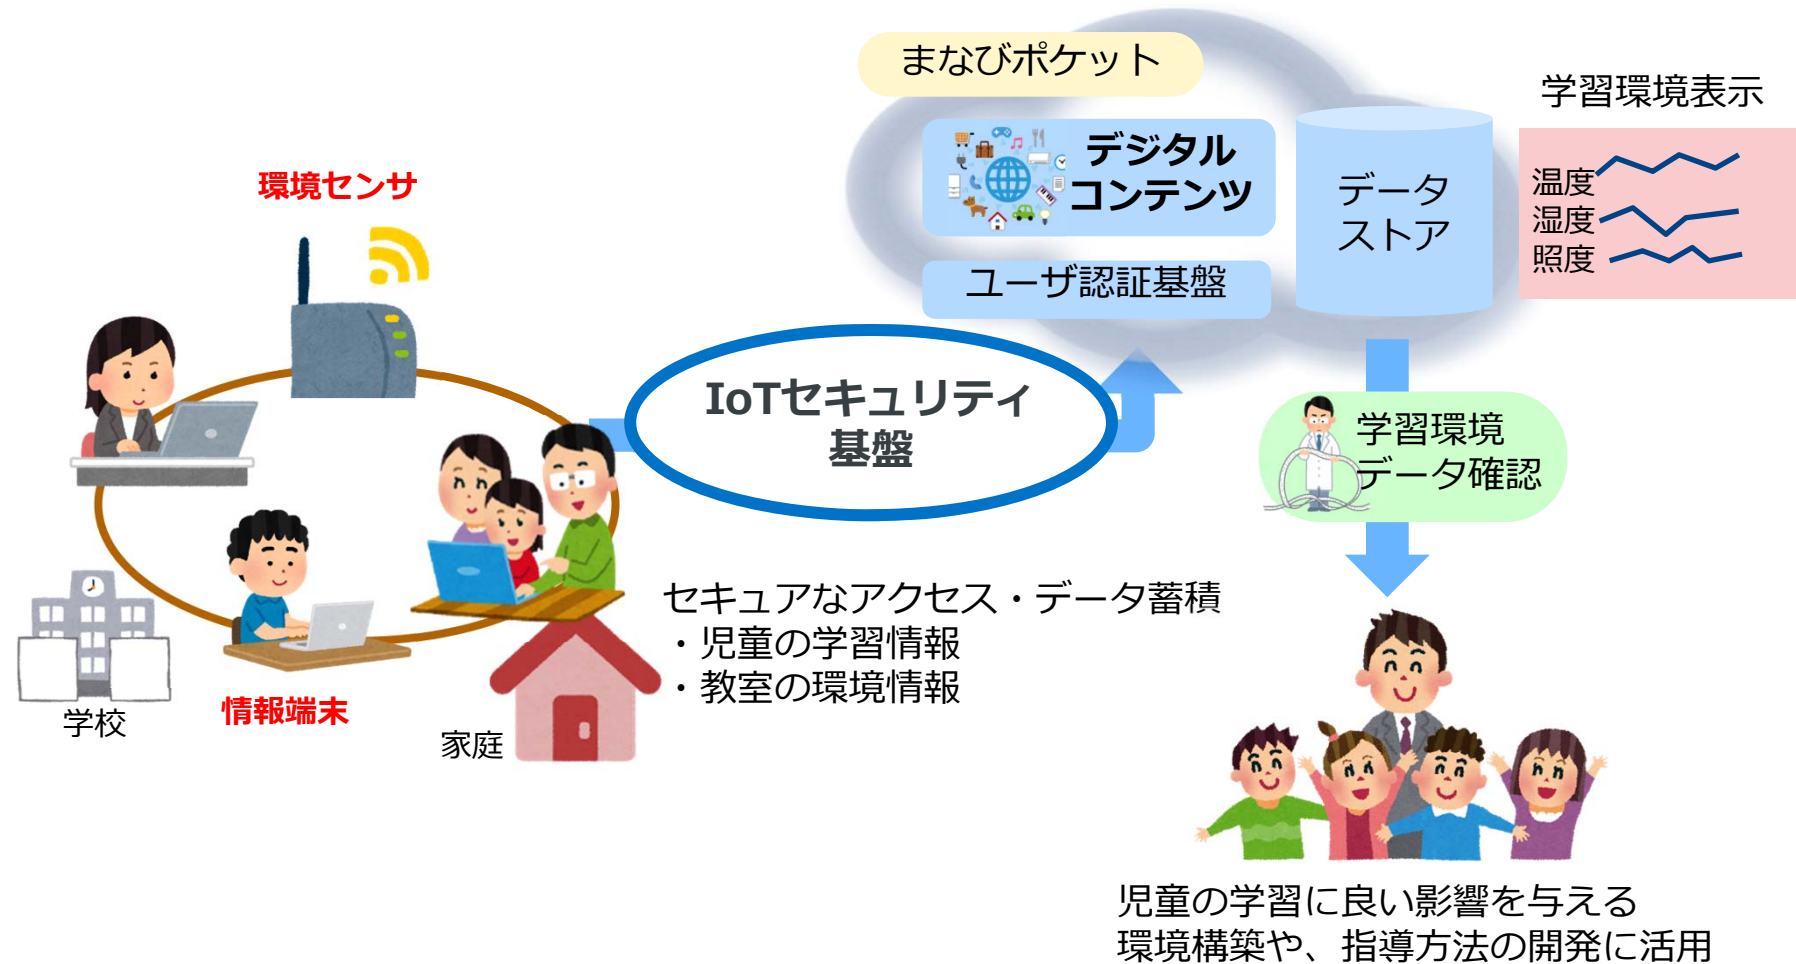 まなびポケット
学習環境表示
デジタル
コンテンツ
データ
ストア
温度
湿度
照度
ユーザ認証基盤
環境センサ
IoTセキュリティ
基盤
学習環境
データ確認
セキュアなアクセス・データ蓄積
・児童の学習情報
・教室の環境情報
学校
情報端末
家庭
児童の学習に良い影響を与える
環境構築や、指導方法の開発に活用